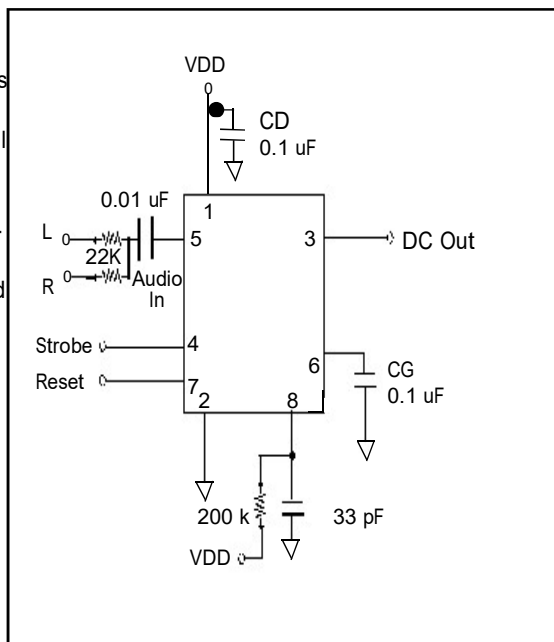 s
l
d
VDD
CD
0.1 uF
0.01 uF
1
L
5
3
DC Out
22K
R
Audio
In
Strobe
4
6
CG
Reset
7
0.1 uF
2
8
200 k
33 pF
VDD